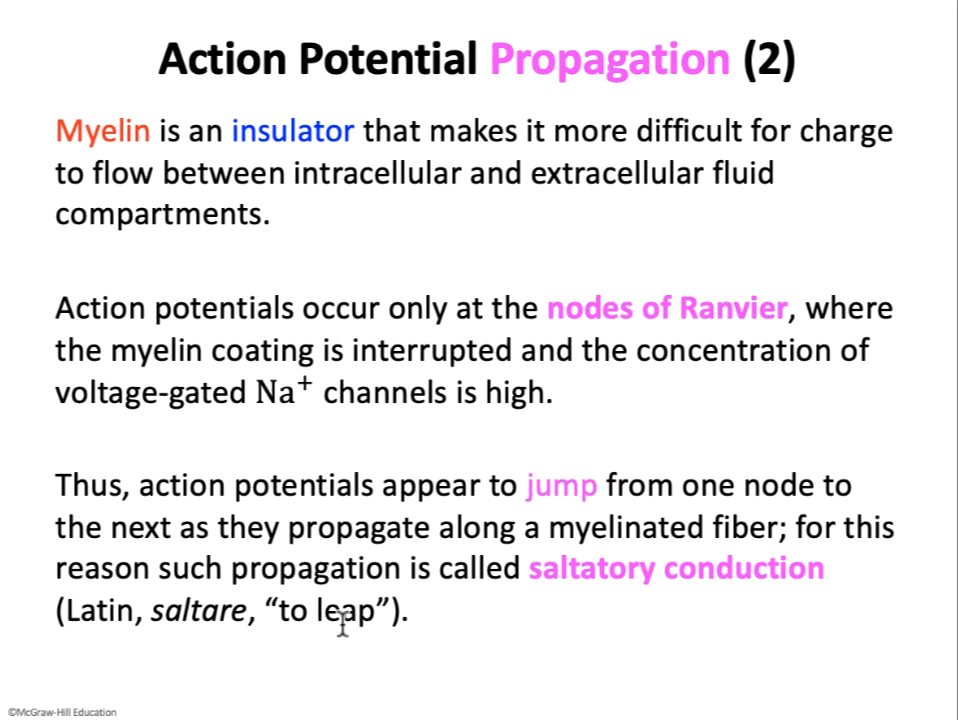 Action Potential Propagation (2)
Myelin is an insulator that makes it more difficult for charge
to flow between intracellular and extracellular fluid
compartments.
Action potentials occur only at the nodes of Ranvier, where
the myelin coating is interrupted and the concentration of
voltage-gated Na⁺ channels is high.
Thus, action potentials appear to jump from one node to
the next as they propagate along a myelinated fiber; for this
reason such propagation is called saltatory conduction
(Latin, saltare, “to leap”).
©McGraw-Hill Education